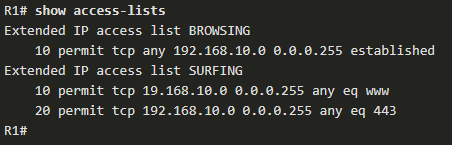 R1# show access-lists
Extended IP access list BROWSING
10 permit tcp any 192.168.10.0 0.0.0.255 established
Extended IP access list SURFING
10 permit tcp 19.168.10.0 0.0.0.255 any eq www
20 permit tcp 192.168.10.0 0.0.0.255 any eq 443
R1#